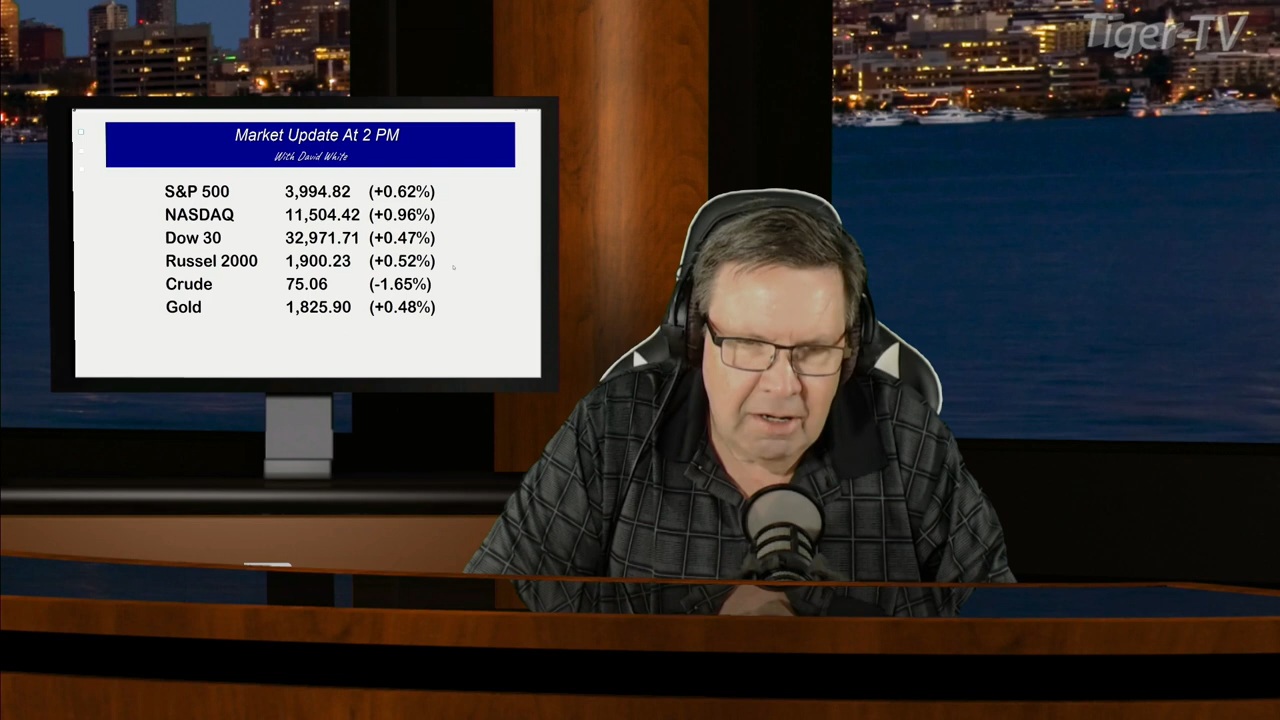 Tiger-TV
Market Update At 2 PM
With David White
S&P 500 3,994.82 (+0.62%)
NASDAQ 11,504.42 (+0.96%)
Dow 30 32,971.71 (+0.47%)
Russel 2000 1,900.23 (+0.52%)
Crude 75.06 (-1.65%)
Gold 1,825.90 (+0.48%)